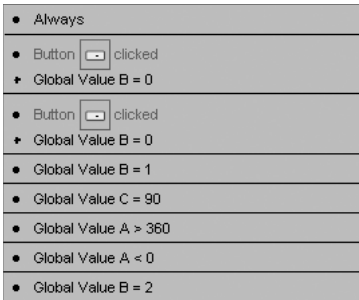 • Always
• Button clicked
+ Global Value B = 0
• Button clicked
+ Global Value B = 0
• Global Value B = 1
• Global Value C = 90
• Global Value A > 360
• Global Value A < 0
• Global Value B = 2